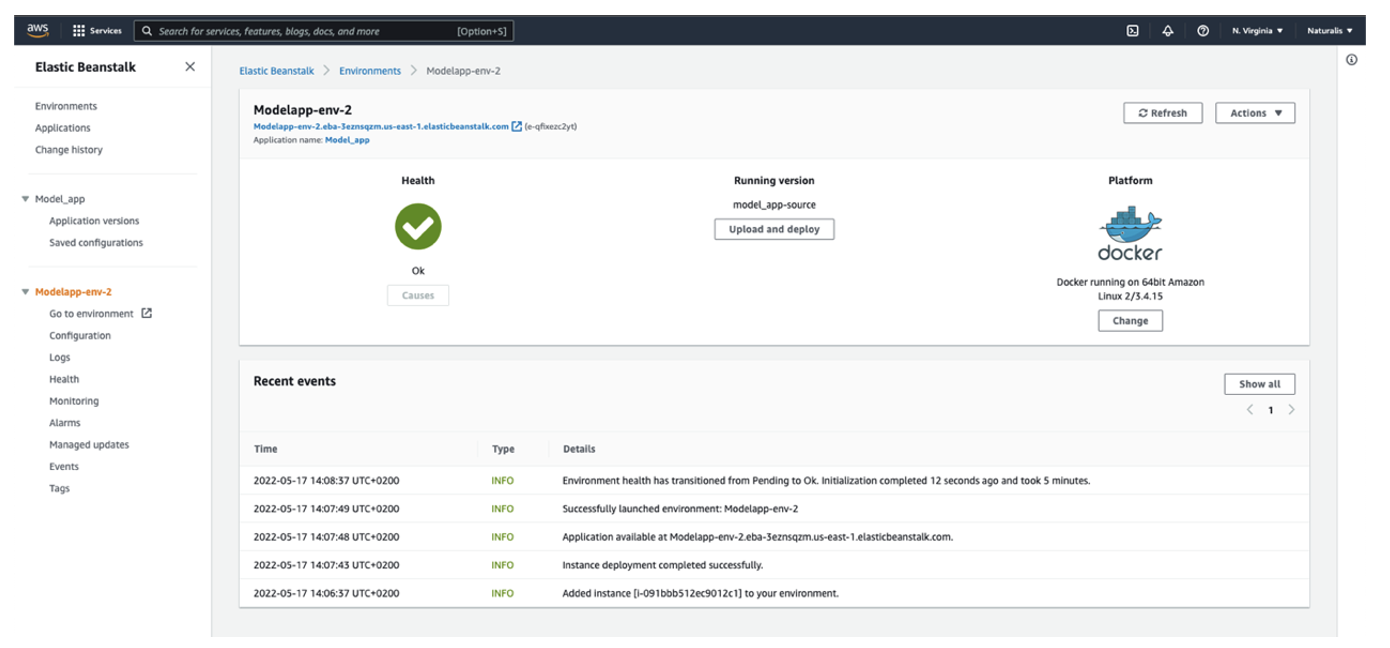 aws Services Search for services, features, blogs, docs, and more [Option+S] N. Virginia ▼ Naturalis ▼
Elastic Beanstalk
Environments
Applications
Change history
Model_app
Application versions
Saved configurations
Modelapp-env-2
Go to environment
Configuration
Logs
Health
Monitoring
Alarms
Managed updates
Events
Tags
Elastic Beanstalk > Environments > Modelapp-env-2
Modelapp-env-2
Modelapp-env-2.eba-3eznsqzm.us-east-1.elasticbeanstalk.com (e-qfixezc2yt)
Application name: Model_app
Refresh
Actions ▼
Health
Ok
Causes
Running version
model_app-source
Upload and deploy
Platform
docker
Docker running on 64bit Amazon
Linux 2/3.4.15
Change
Recent events
Show all
< 1 >
Time Type Details
2022-05-17 14:08:37 UTC+0200 INFO Environment health has transitioned from Pending to Ok. Initialization completed 12 seconds ago and took 5 minutes.
2022-05-17 14:07:49 UTC+0200 INFO Successfully launched environment: Modelapp-env-2
2022-05-17 14:07:48 UTC+0200 INFO Application available at Modelapp-env-2.eba-3eznsqzm.us-east-1.elasticbeanstalk.com.
2022-05-17 14:07:43 UTC+0200 INFO Instance deployment completed successfully.
2022-05-17 14:06:37 UTC+0200 INFO Added instance [i-091bbb512ec9012c1] to your environment.